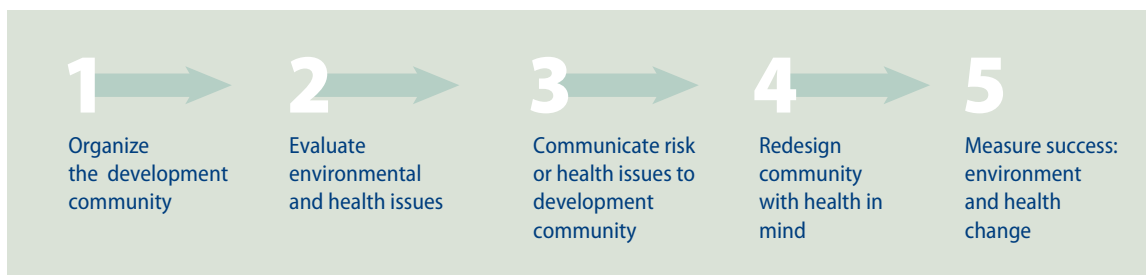 1
Organize
the development
community
2
Evaluate
environmental
and health issues
3
Communicate risk
or health issues to
development
community
4
Redesign
community
with health in
mind
5
Measure success:
environment
and health
change